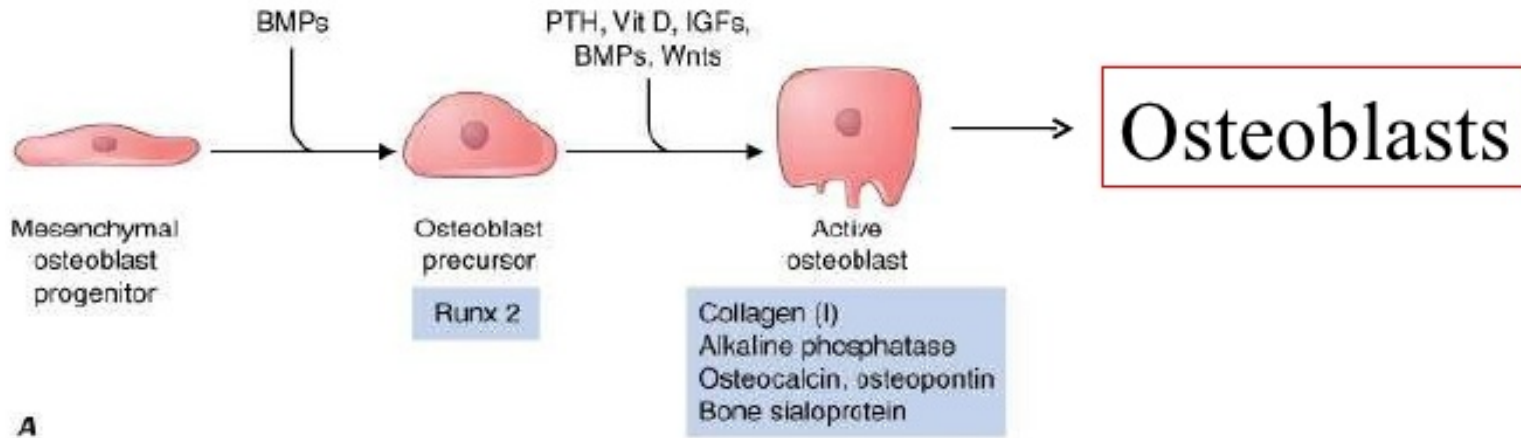 BMPs
PTH, Vit D, IGFs,
BMPs, Wnts
Osteoblasts
Mesenchymal
osteoblast
progenitor
Osteoblast
precursor
Active
osteoblast
Runx 2
Collagen (I)
Alkaline phosphatase
Osteocalcin, osteopontin
Bone sialoprotein
A